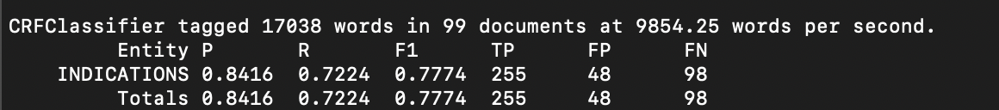 CRFClassifier tagged 17038 words in 99 documents at 9854.25 words per second.
Entity P R F1 TP FP FN
INDICATIONS 0.8416 0.7224 0.7774 255 48 98
Totals 0.8416 0.7224 0.7774 255 48 98